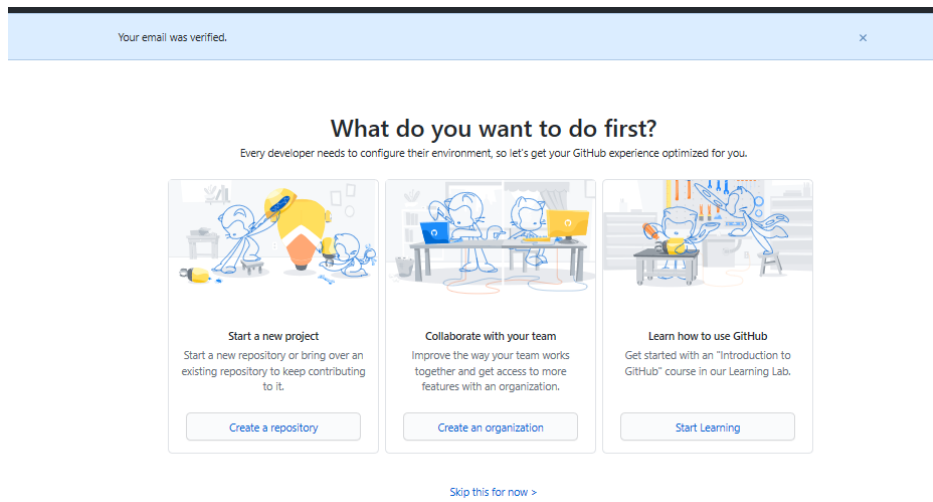 Your email was verified.
×
What do you want to do first?
Every developer needs to configure their environment, so let's get your GitHub experience optimized for you.
Start a new project
Start a new repository or bring over an
existing repository to keep contributing
to it.
Create a repository
Collaborate with your team
Improve the way your team works
together and get access to more
features with an organization.
Create an organization
Learn how to use GitHub
Get started with an "Introduction to
GitHub" course in our Learning Lab.
Start Learning
Skip this for now >